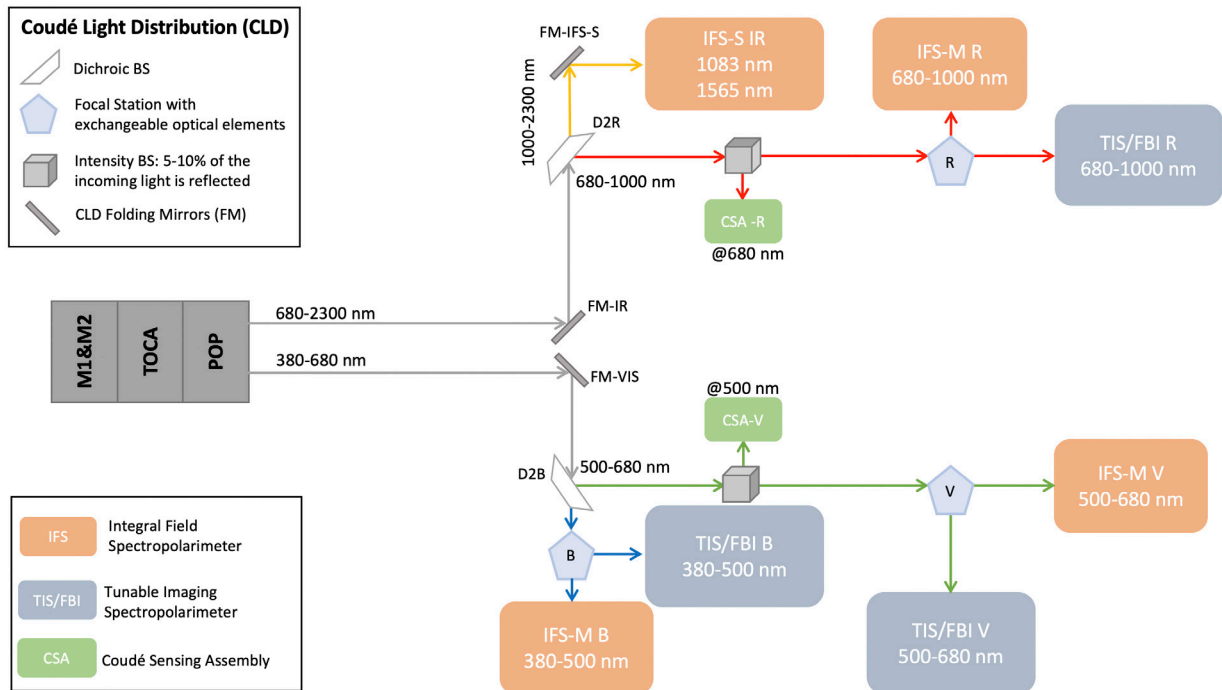 Coudé Light Distribution (CLD)
Dichroic BS
Focal Station with
exchangeable optical elements
Intensity BS: 5-10% of the
incoming light is reflected
CLD Folding Mirrors (FM)
FM-IFS-S
1000-2300 nm
IFS-S IR
1083 nm
1565 nm
IFS-M R
680-1000 nm
D2R
680-1000 nm
R
TIS/FBI R
680-1000 nm
CSA -R
@680 nm
M1&M2
TOCA
POP
680-2300 nm
FM-IR
380-680 nm
FM-VIS
@500 nm
CSA-V
D2B
500-680 nm
V
IFS-M V
500-680 nm
B
TIS/FBI B
380-500 nm
IFS-M B
380-500 nm
TIS/FBI V
500-680 nm
IFS
Integral Field
Spectropolarimeter
TIS/FBI
Tunable Imaging
Spectropolarimeter
CSA
Coudé Sensing Assembly